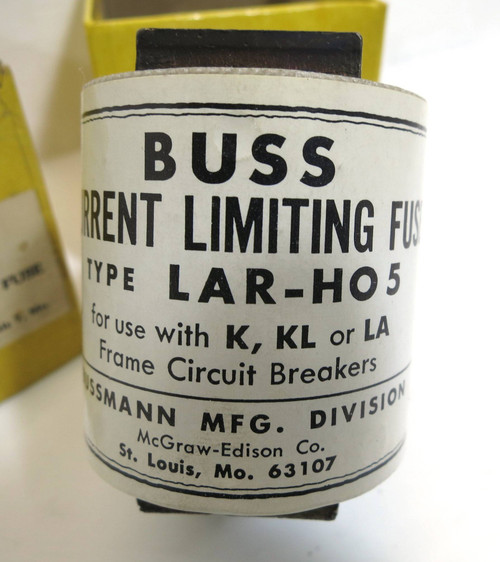 BUSS
RRENT LIMITING FUS
TYPE LAR-HO5
for use with K, KL or LA
Frame Circuit Breakers
USSMANN MFG. DIVISION
McGraw-Edison Co.
St. Louis, Mo. 63107
FUSE